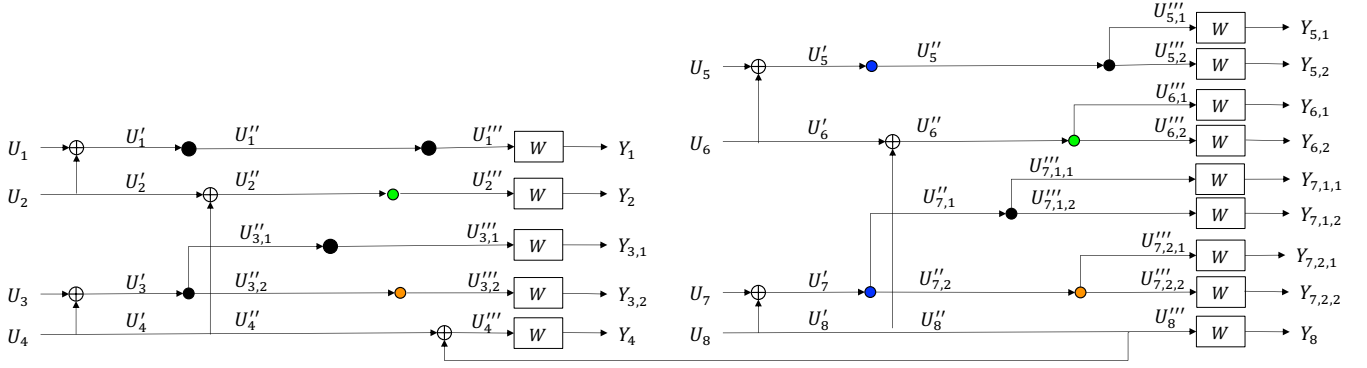 U₁ U′₁ U″₁ U‴₁ W Y₁
U₂ U′₂ U″₂ U‴₂ W Y₂
U″₃,₁ U‴₃,₁ W Y₃,₁
U₃ U′₃ U″₃,₂ U‴₃,₂ W Y₃,₂
U₄ U′₄ U″₄ U‴₄ W Y₄
U‴₅,₁ W Y₅,₁
U₅ U′₅ U″₅ U‴₅,₂ W Y₅,₂
U‴₆,₁ W Y₆,₁
U₆ U′₆ U″₆ U‴₆,₂ W Y₆,₂
U‴₇,₁,₁ W Y₇,₁,₁
U″₇,₁ U‴₇,₁,₂ W Y₇,₁,₂
U‴₇,₂,₁ W Y₇,₂,₁
U₇ U′₇ U″₇,₂ U‴₇,₂,₂ W Y₇,₂,₂
U₈ U′₈ U″₈ U‴₈ W Y₈